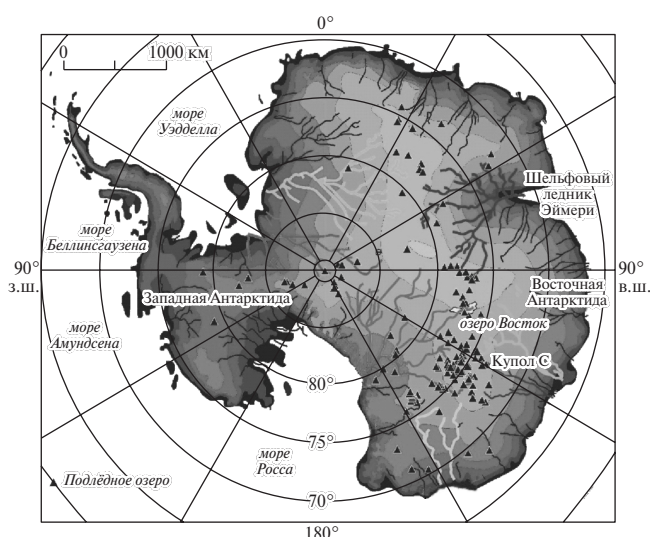 0°
0
1000 км
море
Уэдделла
Шельфовый
ледник
Эймери
море
Беллинсгаузена
90°
з.ш.
Западная Антарктида
90°
в.ш.
Восточная
Антарктида
озеро Восток
море
Амундсена
Купол С
80°
75°
море
Росса
Подлёдное озеро
70°
180°